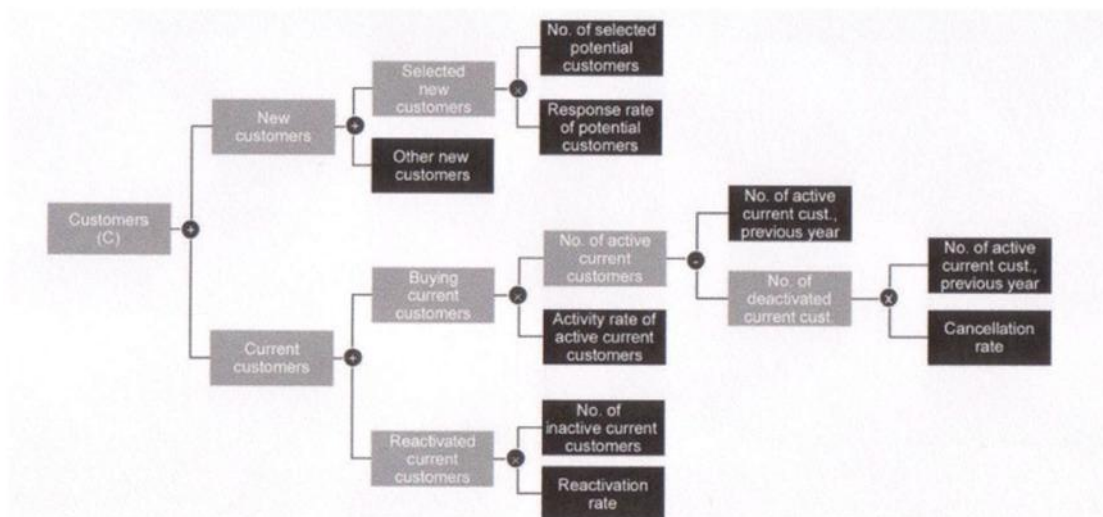 No. of selected
potential
customers
Selected
new
customers
New
customers
Response rate
of potential
customers
Other new
customers
Customers
(C)
No. of active
current cust.,
previous year
No. of active
current
customers
No. of active
current cust.,
previous year
Buying
current
customers
No. of
deactivated
current cust.
Activity rate of
active current
customers
Cancellation
rate
Current
customers
No. of
inactive current
customers
Reactivated
current
customers
Reactivation
rate